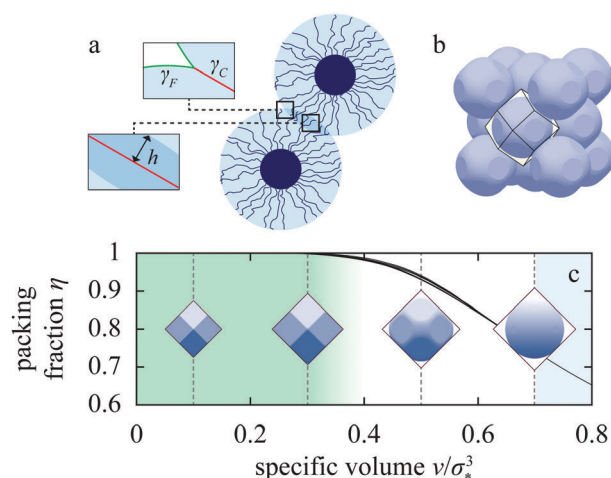 a
γC
γF
h
b
c
1
0.9
0.8
0.7
0.6
packing
fraction η
0 0.2 0.4 0.6 0.8
specific volume v/σ*³